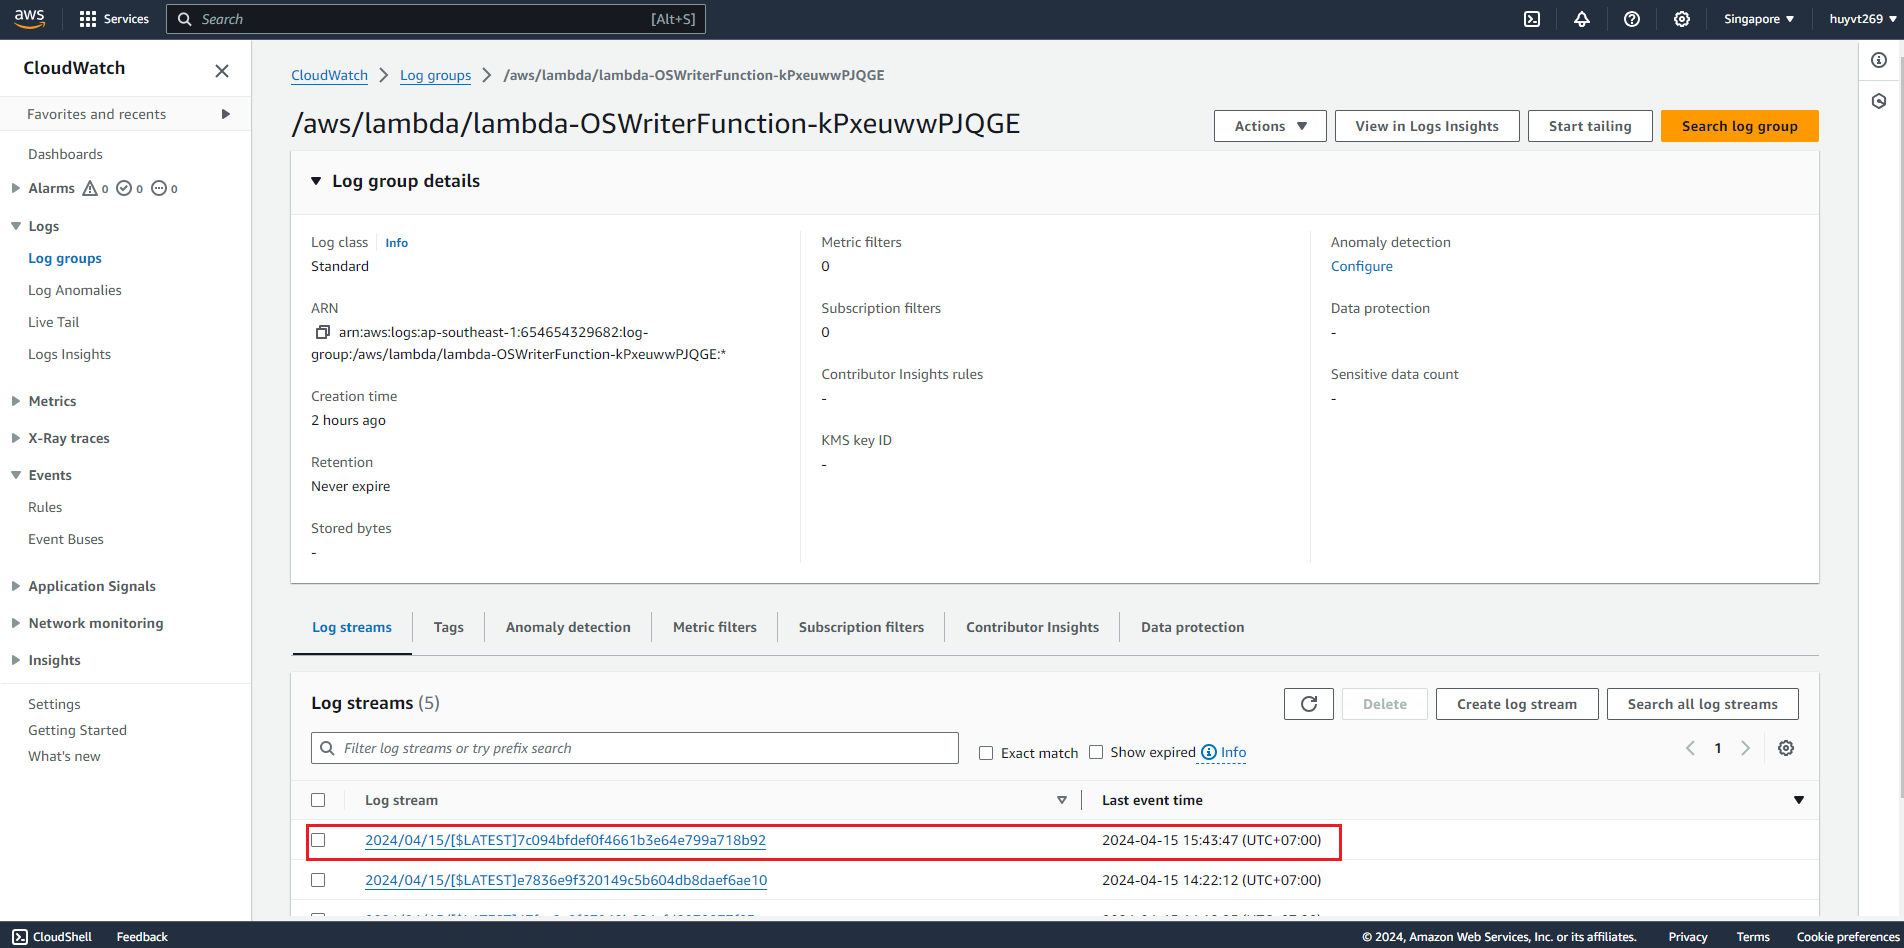 aws
Services
Search
[Alt+S]
Singapore
huyvt269
CloudWatch
Favorites and recents
Dashboards
Alarms 0 0 0
Logs
Log groups
Log Anomalies
Live Tail
Logs Insights
Metrics
X-Ray traces
Events
Rules
Event Buses
Application Signals
Network monitoring
Insights
Settings
Getting Started
What's new
CloudWatch > Log groups > /aws/lambda/lambda-OSWriterFunction-kPxeuwwPJQGE
/aws/lambda/lambda-OSWriterFunction-kPxeuwwPJQGE
Actions
View in Logs Insights
Start tailing
Search log group
Log group details
Log class Info
Standard
ARN
arn:aws:logs:ap-southeast-1:654654329682:log-
group:/aws/lambda/lambda-OSWriterFunction-kPxeuwwPJQGE:*
Creation time
2 hours ago
Retention
Never expire
Stored bytes
-
Metric filters
0
Subscription filters
0
Contributor Insights rules
-
KMS key ID
-
Anomaly detection
Configure
Data protection
-
Sensitive data count
-
Log streams
Tags
Anomaly detection
Metric filters
Subscription filters
Contributor Insights
Data protection
Log streams (5)
Delete
Create log stream
Search all log streams
Filter log streams or try prefix search
Exact match
Show expired
Info
1
Log stream
Last event time
2024/04/15/[$LATEST]7c094bfdef0f4661b3e64e799a718b92
2024-04-15 15:43:47 (UTC+07:00)
2024/04/15/[$LATEST]e7836e9f320149c5b604db8daef6ae10
2024-04-15 14:22:12 (UTC+07:00)
CloudShell
Feedback
© 2024, Amazon Web Services, Inc. or its affiliates.
Privacy
Terms
Cookie preferences